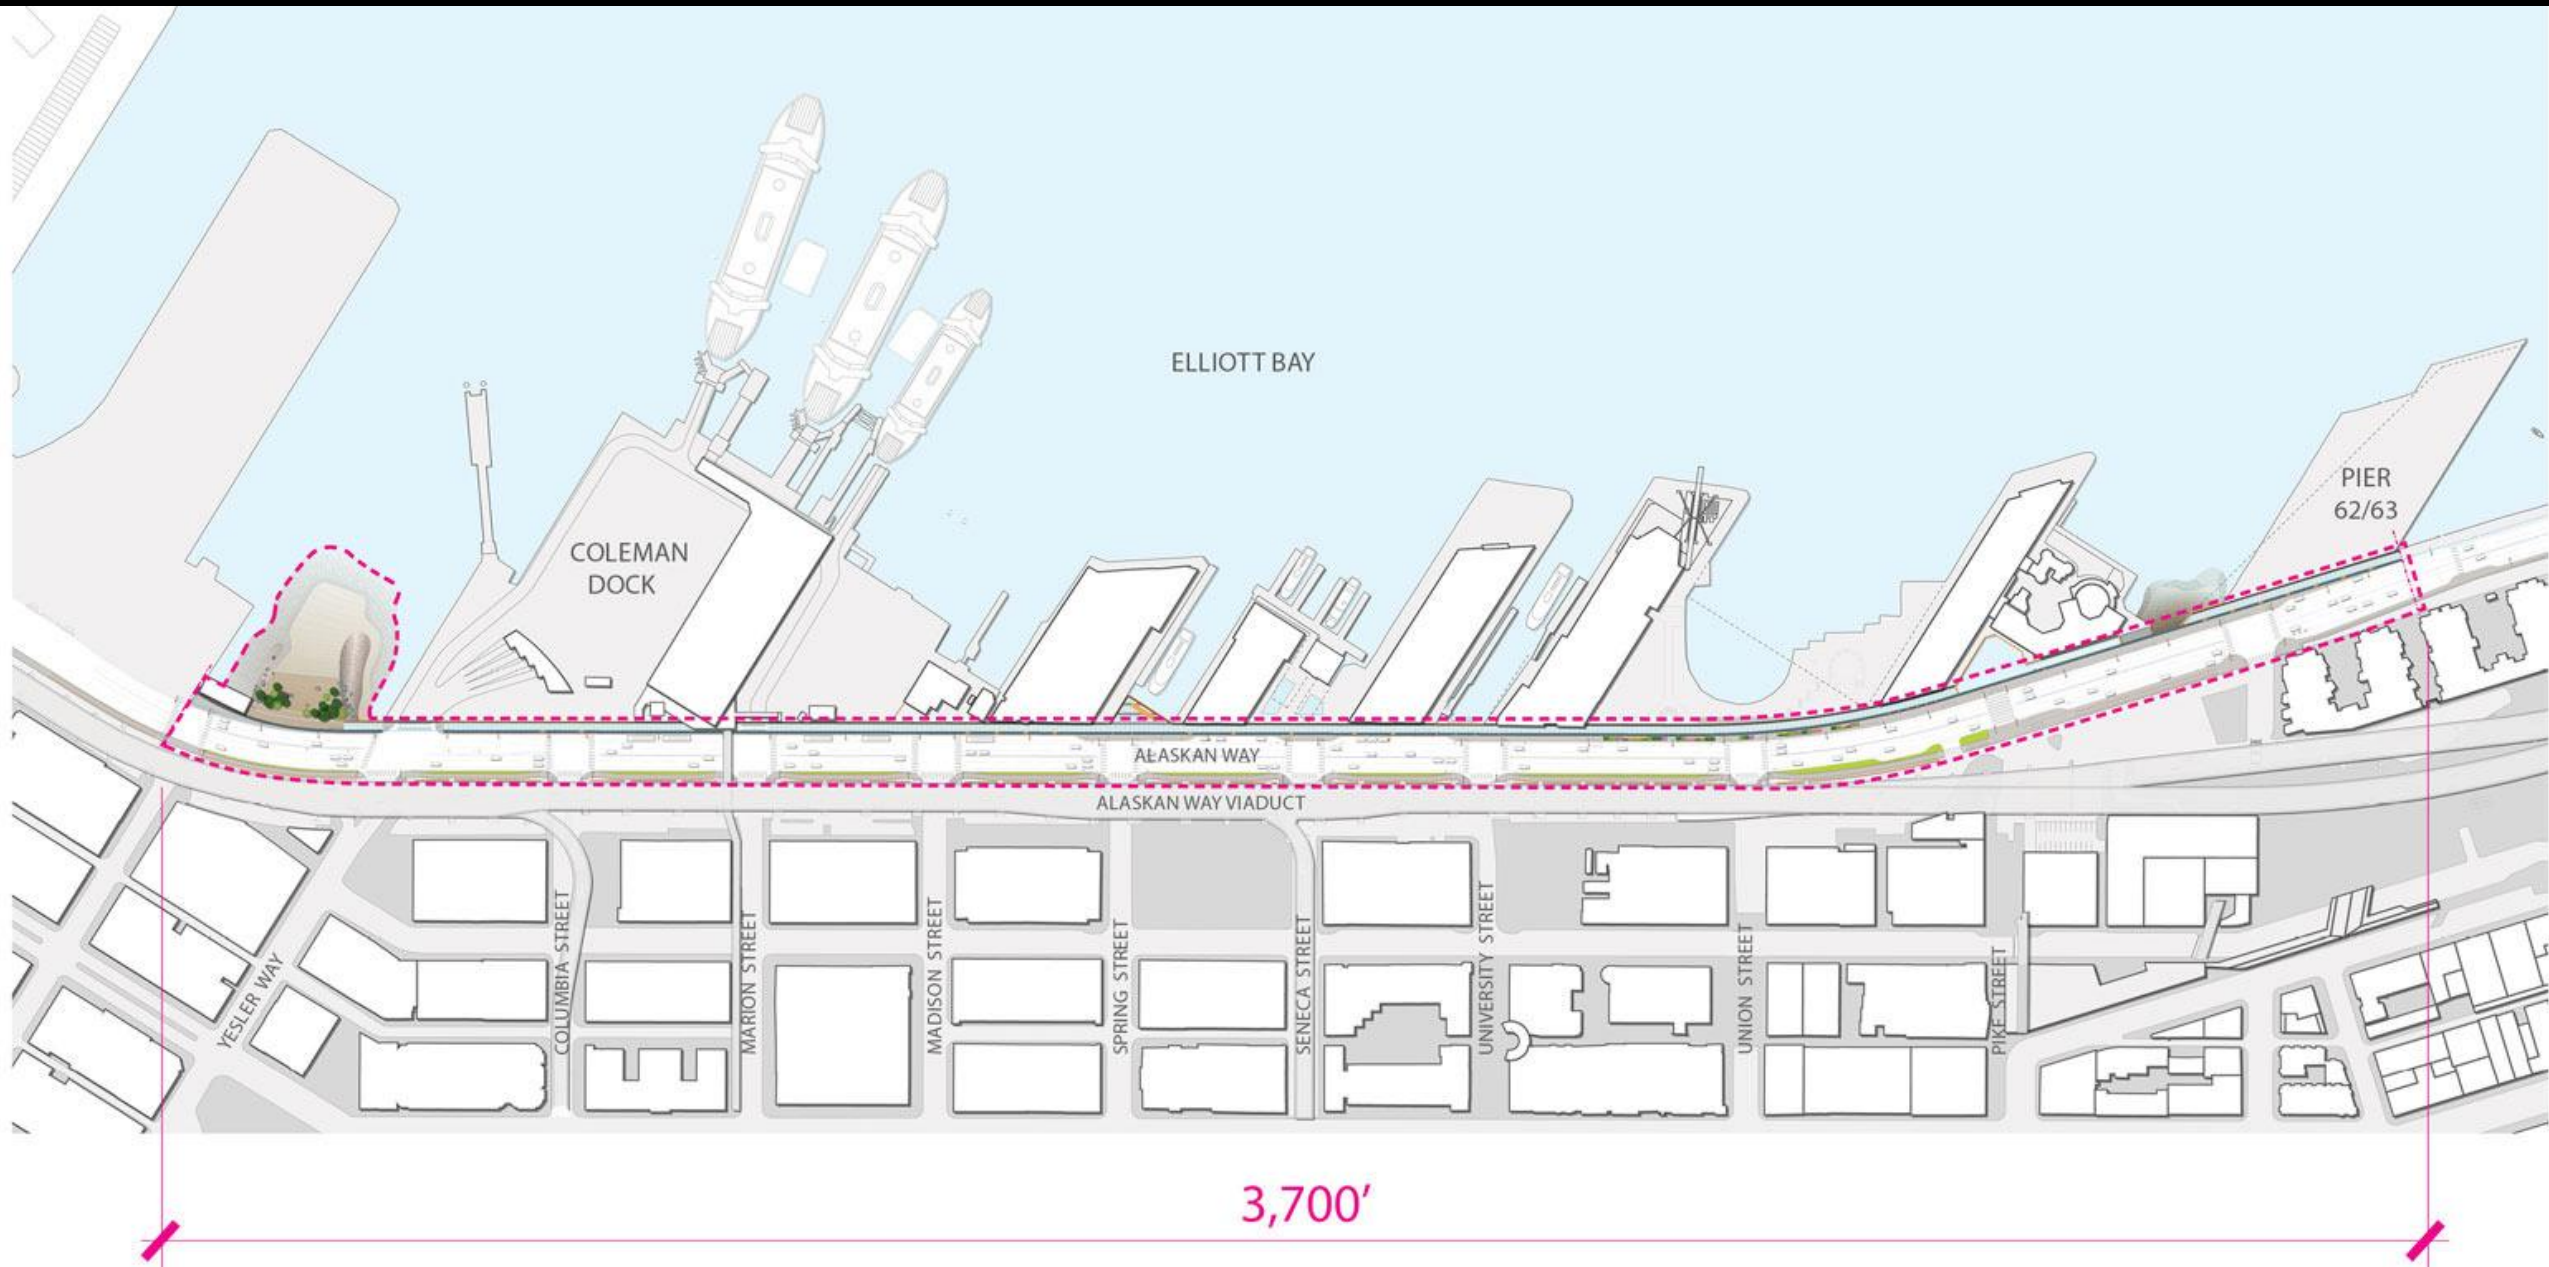 ELLIOTT BAY
PIER
62/63
COLEMAN
DOCK
ALASKAN WAY
ALASKAN WAY VIADUCT
YESLER WAY
COLUMBIA STREET
MARION STREET
MADISON STREET
SPRING STREET
SENECA STREET
UNIVERSITY STREET
UNION STREET
PIKE STREET
3,700'